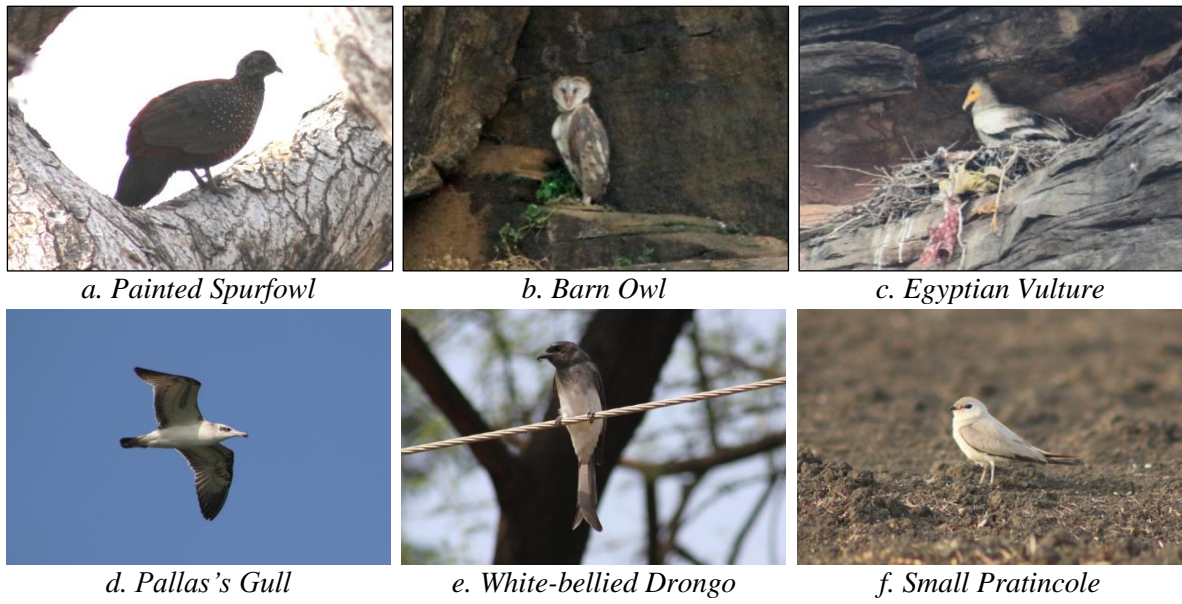 a. Painted Spurfowl
b. Barn Owl
c. Egyptian Vulture
d. Pallas's Gull
e. White-bellied Drongo
f. Small Pratincole